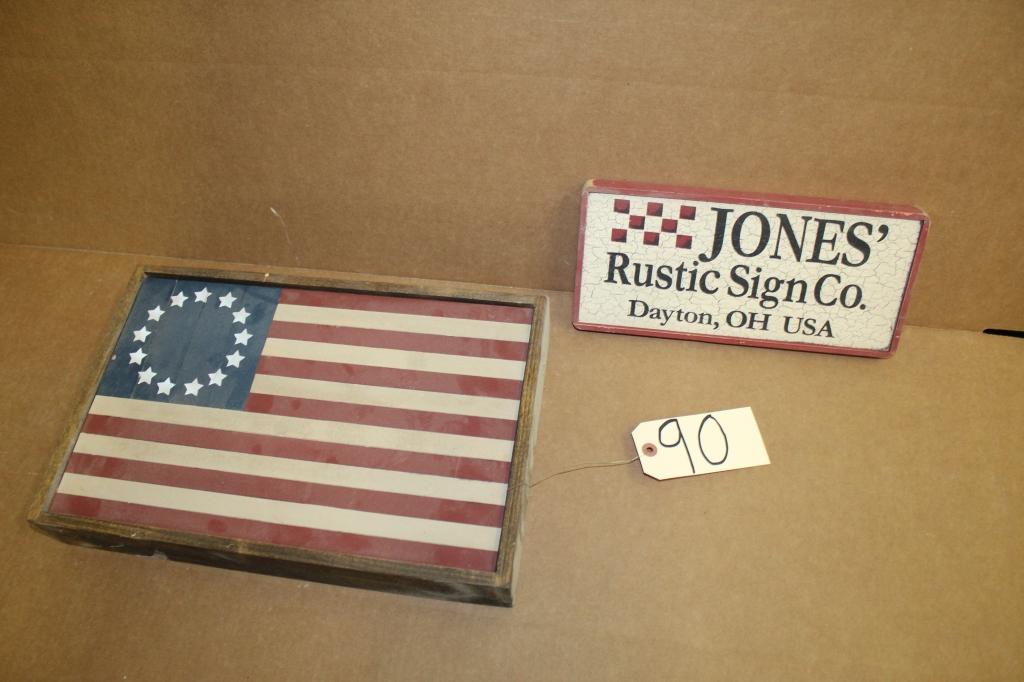 JONES'
Rustic Sign Co.
Dayton, OH USA
90